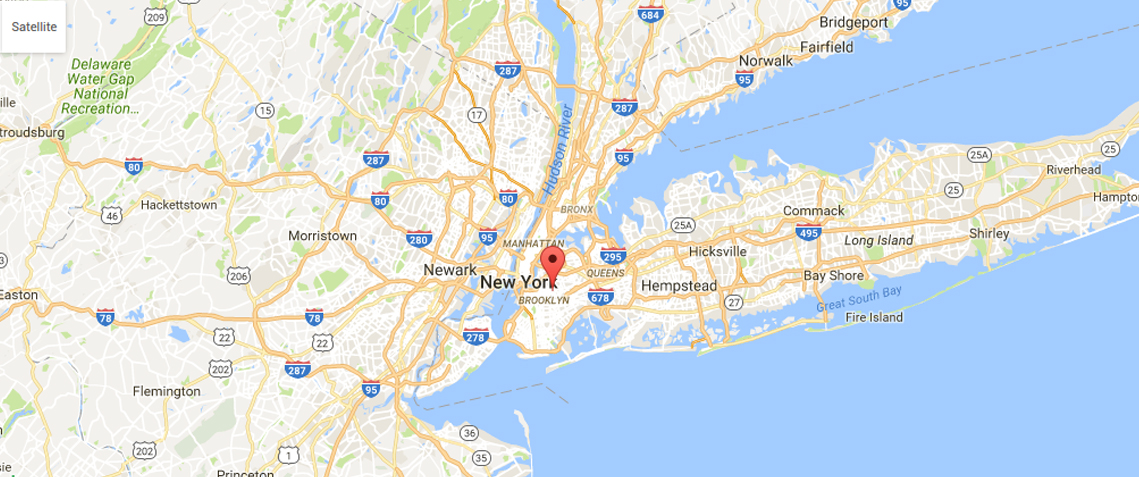 Satellite
209
684
95
Bridgeport
Fairfield
Norwalk
95
Delaware
Water Gap
National
Recreation...
287
15
17
287
Hudson River
troudsburg
80
287
95
25
25A
Riverhead
80
80
25
46
Hackettstown
BRONX
Commack
Hampton
25A
495
Morristown
280
95
MANHATTAN
Long Island
Shirley
Hicksville
295
Newark
QUEENS
206
New York
Hempstead
Bay Shore
Easton
BROOKLYN
678
27
Great South Bay
78
78
Fire Island
22
22
278
202
287
Flemington
95
36
202
1
35
Princeton